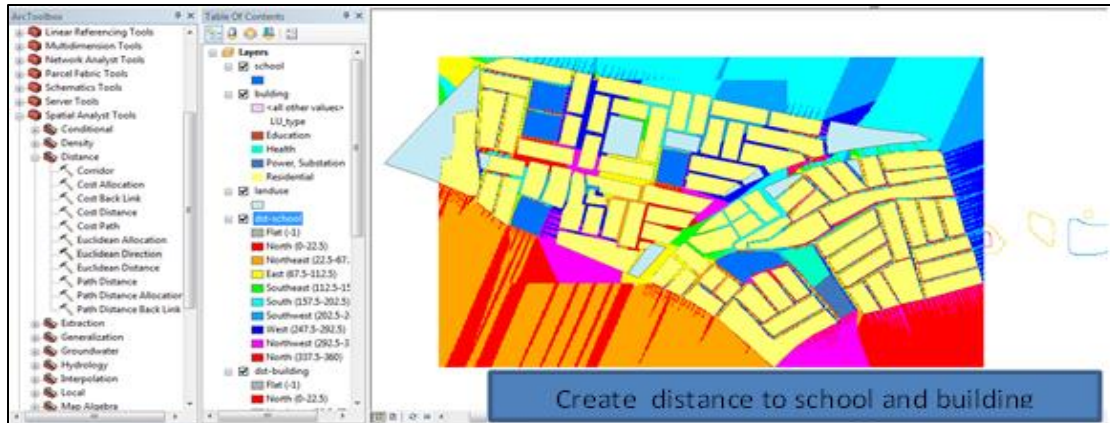 ArcToolbox
Linear Referencing Tools
Multidimension Tools
Network Analyst Tools
Parcel Fabric Tools
Schematics Tools
Server Tools
Spatial Analyst Tools
Conditional
Density
Distance
Corridor
Cost Allocation
Cost Back Link
Cost Distance
Cost Path
Euclidean Allocation
Euclidean Direction
Euclidean Distance
Path Distance
Path Distance Allocation
Path Distance Back Link
Extraction
Generalization
Groundwater
Hydrology
Interpolation
Local
Map Algebra
Table Of Contents
Layers
school
bulding
<all other values>
LU_type
Education
Health
Power, Substation
Residential
landuse
dst-school
Flat (-1)
North (0-22.5)
Northeast (22.5-67.
East (67.5-112.5)
Southeast (112.5-15
South (157.5-202.5)
Southwest (202.5-2
West (247.5-292.5)
Northwest (292.5-3
North (337.5-360)
dst-building
Flat (-1)
North (0-22.5)
Create distance to school and building